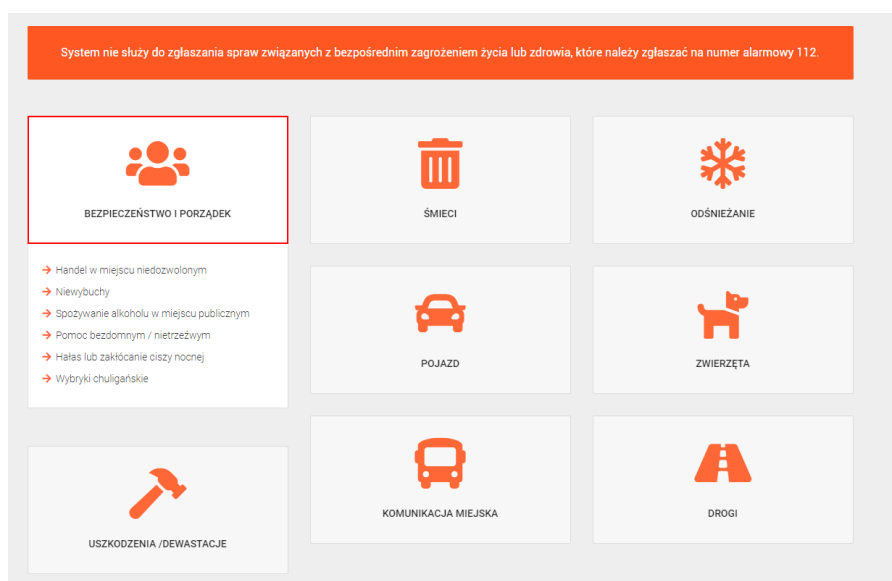 System nie służy do zgłaszania spraw związanych z bezpośrednim zagrożeniem życia lub zdrowia, które należy zgłaszać na numer alarmowy 112.
BEZPIECZEŃSTWO I PORZĄDEK
ŚMIECI
ODŚNIEŻANIE
Handel w miejscu niedozwolonym
Niewybuchy
Spożywanie alkoholu w miejscu publicznym
Pomoc bezdomnym / nietrzeźwym
Hałas lub zakłócanie ciszy nocnej
Wybryki chuligańskie
POJAZD
ZWIERZĘTA
USZKODZENIA /DEWASTACJE
KOMUNIKACJA MIEJSKA
DROGI